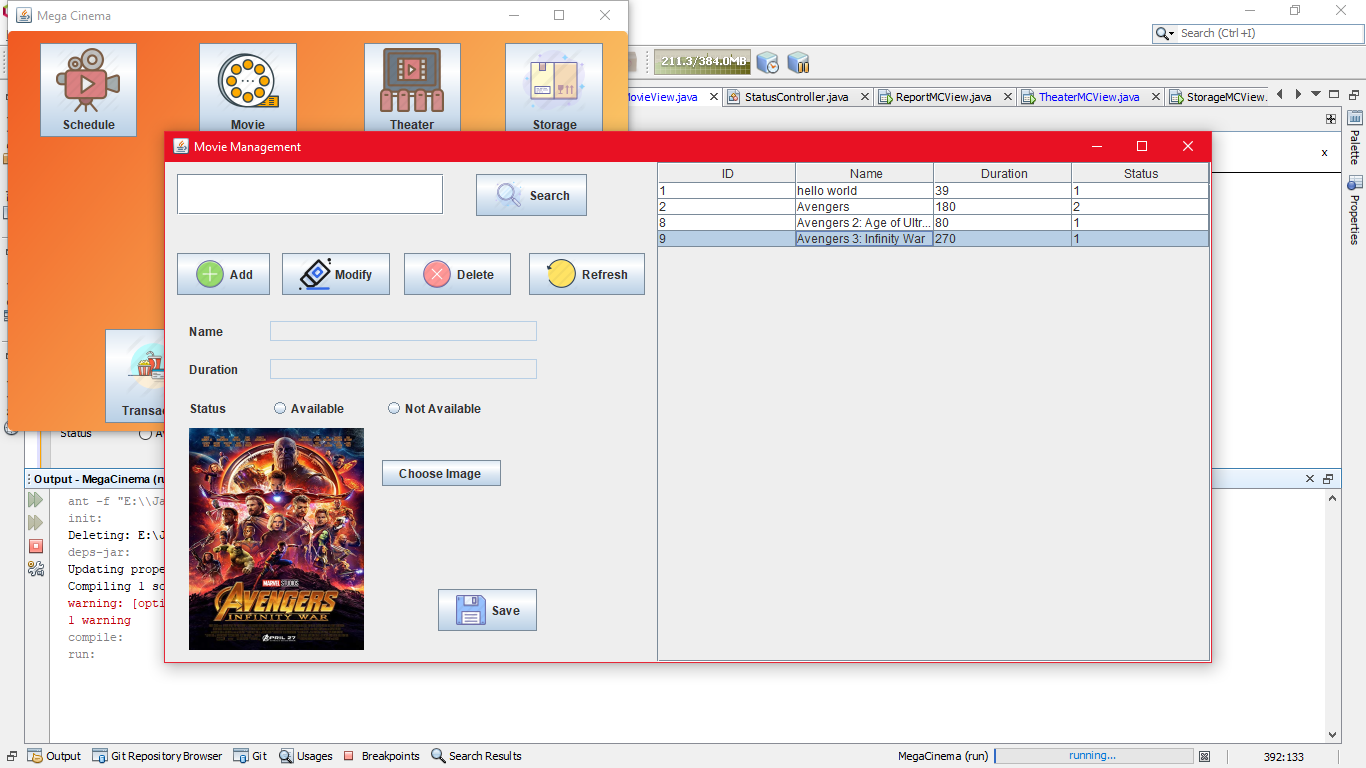 Mega Cinema
Search (Ctrl+I)
Schedule
Movie
Theater
Storage
211.3/384.0MB
MovieView.java
StatusController.java
ReportMCView.java
TheaterMCView.java
StorageMCView.
Palette
Properties
x
Movie Management
Search
Add
Modify
Delete
Refresh
Name
Duration
Status
Available
Not Available
Choose Image
MARVEL STUDIOS
AVENGERS
INFINITY WAR
APRIL 27
Save
ID Name Duration Status
1 hello world 39 1
2 Avengers 180 2
8 Avengers 2: Age of Ultr... 80 1
9 Avengers 3: Infinity War 270 1
Transac
Status
Output - MegaCinema (ru
ant -f "E:\\Ja
init:
Deleting: E:\J
deps-jar:
Updating prope
Compiling 1 so
warning: [opti
1 warning
compile:
run:
Output
Git Repository Browser
Git
Usages
Breakpoints
Search Results
MegaCinema (run)
running...
392:133